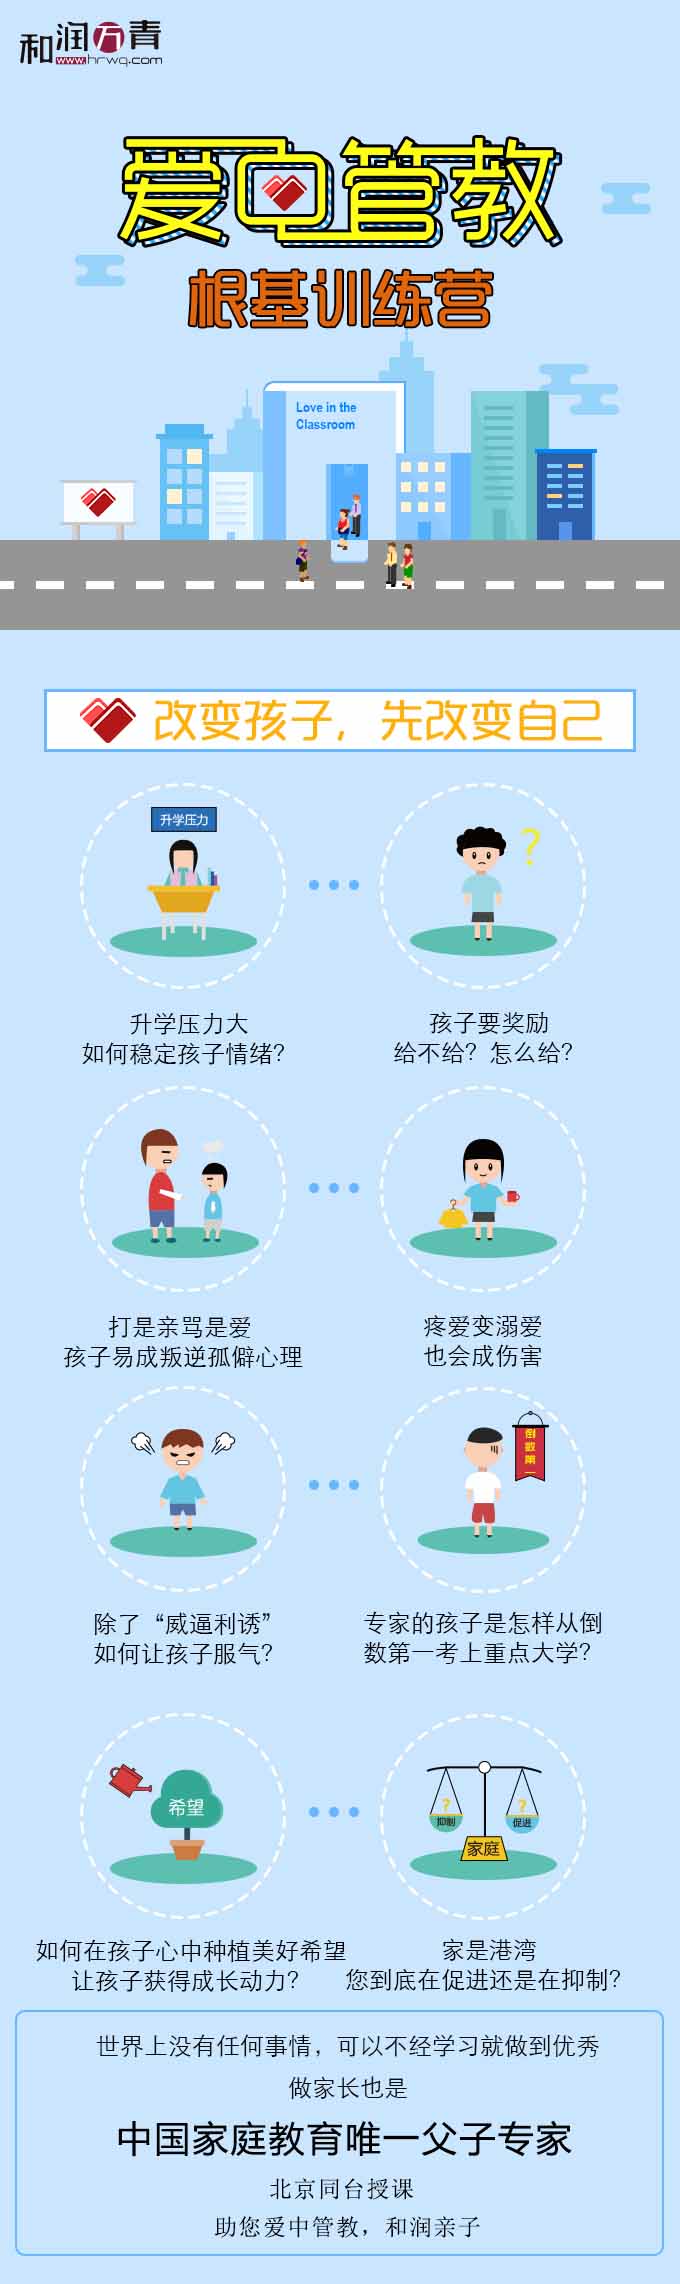 和润万青
www.hrwq.com
爱中管教
根基训练营
Love in the
Classroom
改变孩子，先改变自己
升学压力
?
升学压力大
如何稳定孩子情绪?
孩子要奖励
给不给? 怎么给?
打是亲骂是爱
孩子易成叛逆孤僻心理
疼爱变溺爱
也会成伤害
倒数第一
除了“威逼利诱”
如何让孩子服气?
专家的孩子是怎样从倒
数第一考上重点大学?
希望
? ?
抑制 促进
家庭
如何在孩子心中种植美好希望
让孩子获得成长动力?
家是港湾
您到底在促进还是在抑制?
世界上没有任何事情，可以不经学习就做到优秀
做家长也是
中国家庭教育唯一父子专家
北京同台授课
助您爱中管教，和润亲子